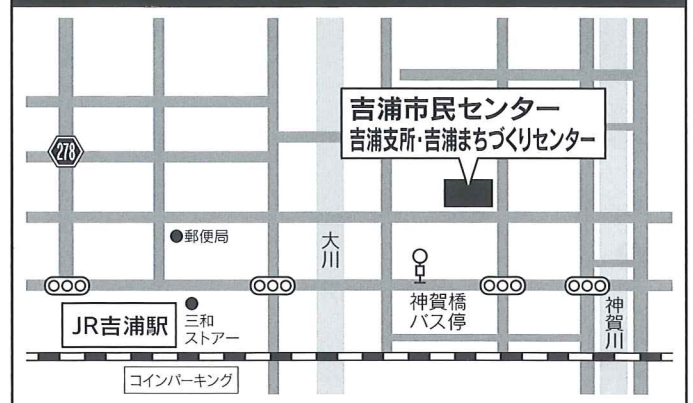 吉浦市民センター
吉浦支所・吉浦まちづくりセンター
278
●郵便局
大川
神賀橋
バス停
神賀川
JR吉浦駅
三和
ストアー
コインパーキング